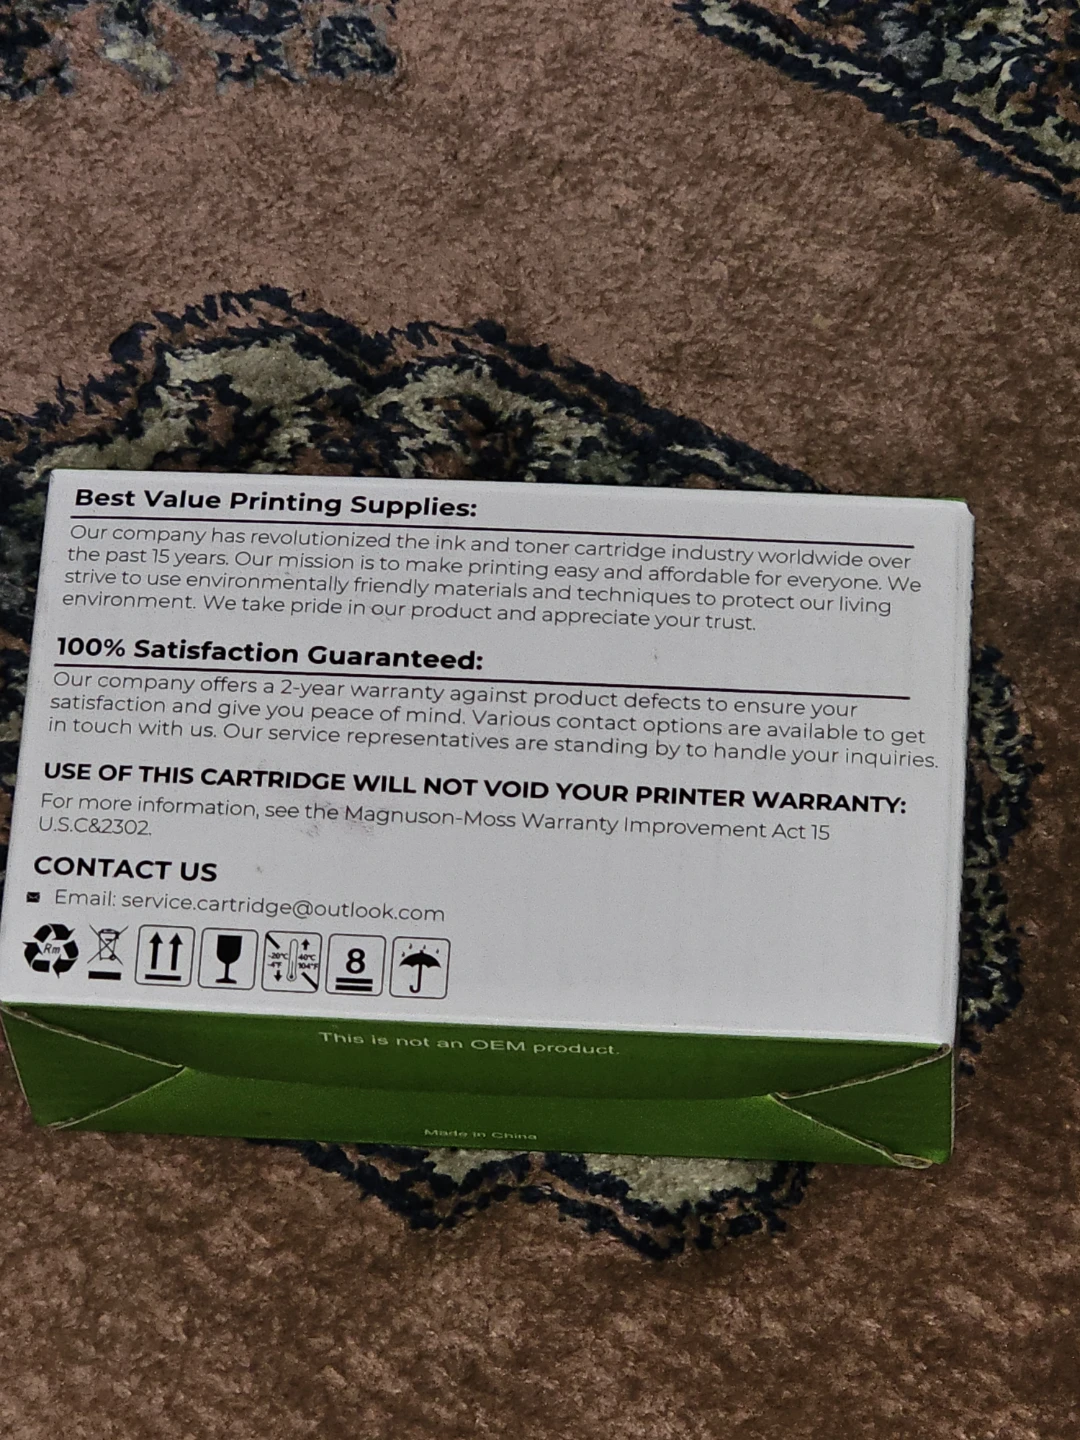 Best Value Printing Supplies:
Our company has revolutionized the ink and toner cartridge industry worldwide over
the past 15 years. Our mission is to make printing easy and affordable for everyone. We
strive to use environmentally friendly materials and techniques to protect our living
environment. We take pride in our product and appreciate your trust.
100% Satisfaction Guaranteed:
Our company offers a 2-year warranty against product defects to ensure your
satisfaction and give you peace of mind. Various contact options are available to get
in touch with us. Our service representatives are standing by to handle your inquiries.
USE OF THIS CARTRIDGE WILL NOT VOID YOUR PRINTER WARRANTY:
For more information, see the Magnuson-Moss Warranty Improvement Act 15
U.S.C&2302.
CONTACT US
Email: service.cartridge@outlook.com
Rm
-20°C 40°C
-4°F 104°F
8
This is not an OEM product.
Made in China